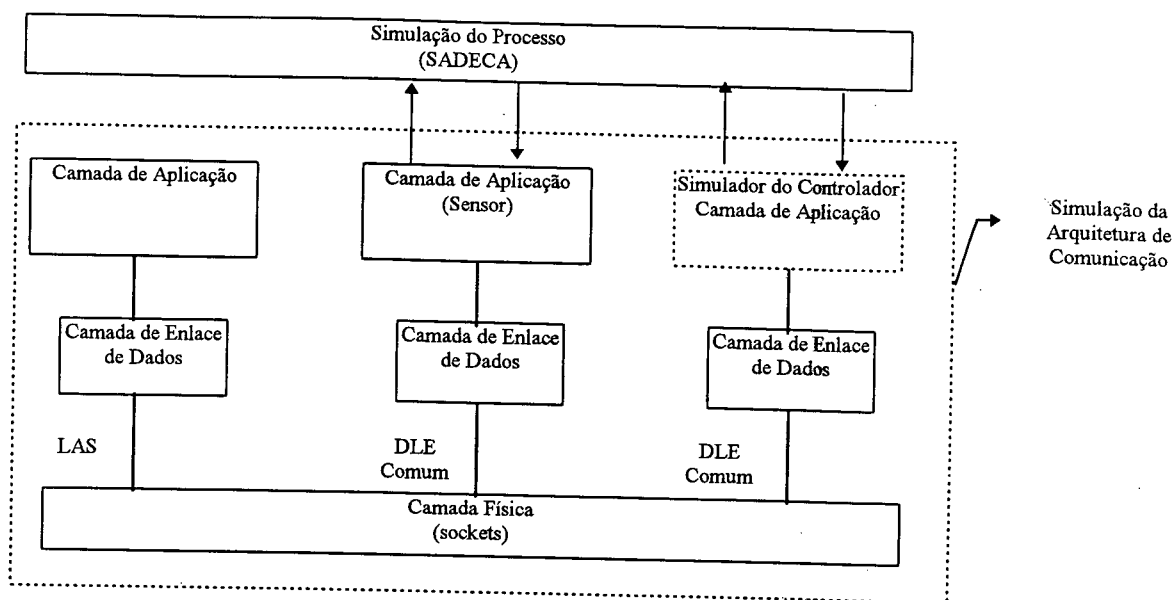 Simulação do Processo
(SADECA)
Camada de Aplicação
Camada de Aplicação
(Sensor)
Simulador do Controlador
Camada de Aplicação
Simulação da
Arquitetura de
Comunicação
Camada de Enlace
de Dados
Camada de Enlace
de Dados
Camada de Enlace
de Dados
LAS
DLE
Comum
DLE
Comum
Camada Física
(sockets)